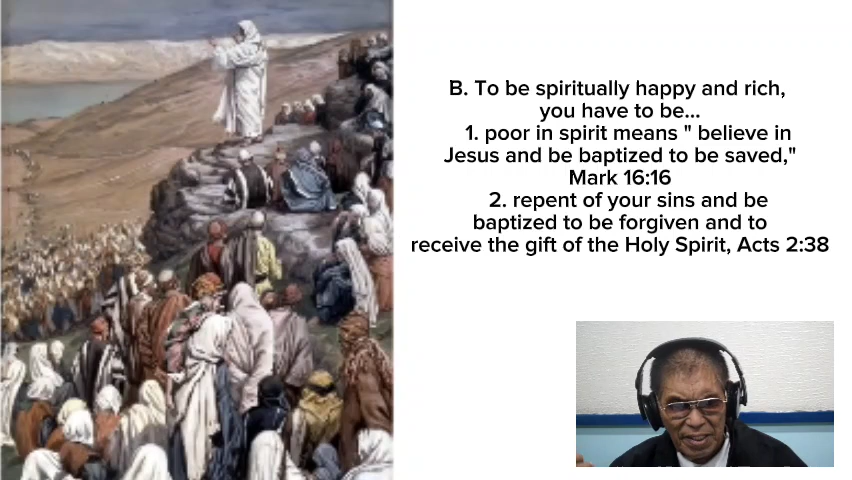 B. To be spiritually happy and rich,
you have to be...
1. poor in spirit means " believe in
Jesus and be baptized to be saved,"
Mark 16:16
2. repent of your sins and be
baptized to be forgiven and to
receive the gift of the Holy Spirit, Acts 2:38